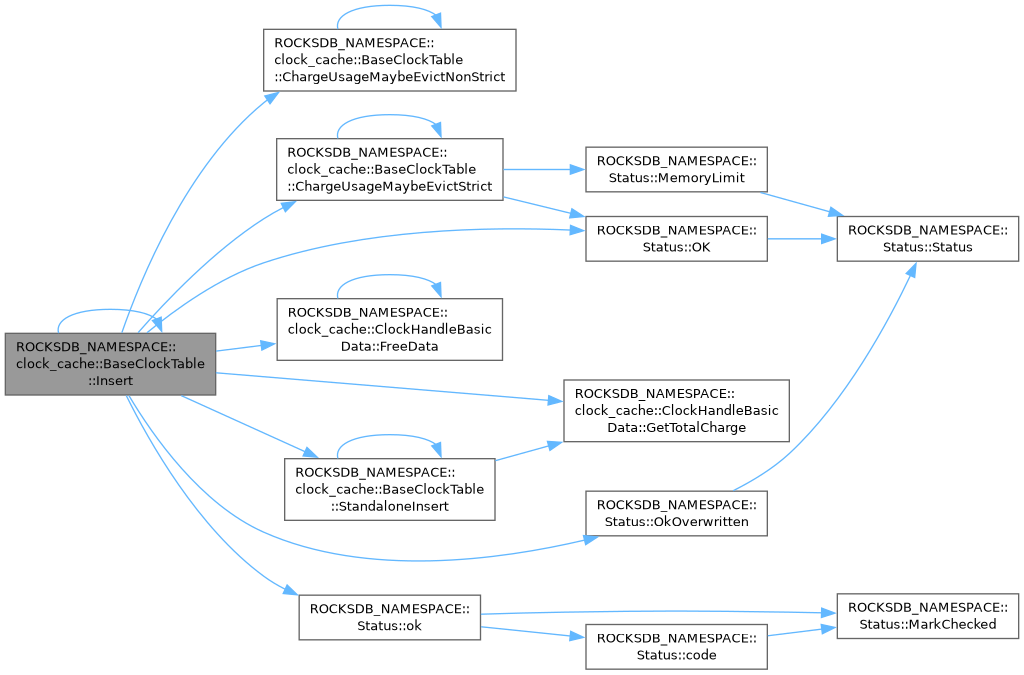 ROCKSDB_NAMESPACE::
clock_cache::BaseClockTable
::ChargeUsageMaybeEvictNonStrict
ROCKSDB_NAMESPACE::
clock_cache::BaseClockTable
::ChargeUsageMaybeEvictStrict
ROCKSDB_NAMESPACE::
Status::MemoryLimit
ROCKSDB_NAMESPACE::
Status::OK
ROCKSDB_NAMESPACE::
Status::Status
ROCKSDB_NAMESPACE::
clock_cache::ClockHandleBasic
Data::FreeData
ROCKSDB_NAMESPACE::
clock_cache::BaseClockTable
::Insert
ROCKSDB_NAMESPACE::
clock_cache::ClockHandleBasic
Data::GetTotalCharge
ROCKSDB_NAMESPACE::
clock_cache::BaseClockTable
::StandaloneInsert
ROCKSDB_NAMESPACE::
Status::OkOverwritten
ROCKSDB_NAMESPACE::
Status::ok
ROCKSDB_NAMESPACE::
Status::MarkChecked
ROCKSDB_NAMESPACE::
Status::code